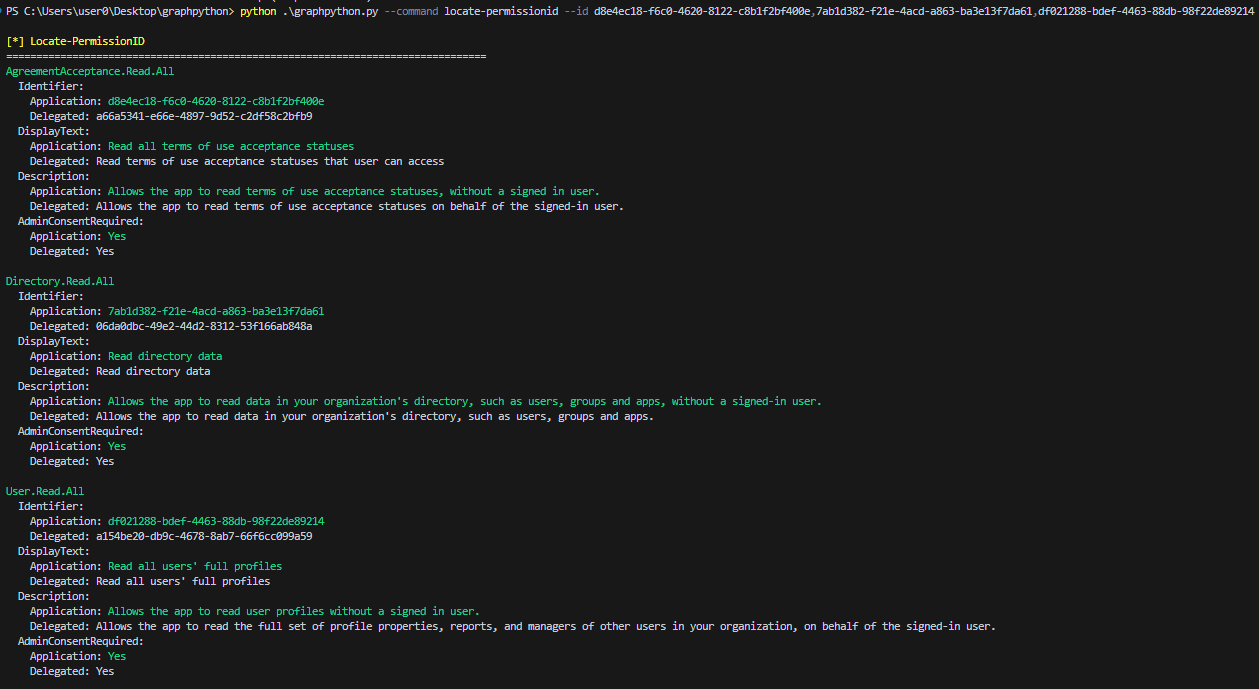 PS C:\Users\user0\Desktop\graphpython> python .\graphpython.py --command locate-permissionid --id d8e4ec18-f6c0-4620-8122-c8b1f2bf400e,7ab1d382-f21e-4acd-a863-ba3e13f7da61,df021288-bdef-4463-88db-98f22de89214
[*] Locate-PermissionID
================================================================================
AgreementAcceptance.Read.All
Identifier:
Application: d8e4ec18-f6c0-4620-8122-c8b1f2bf400e
Delegated: a66a5341-e66e-4897-9d52-c2df58c2bfb9
DisplayText:
Application: Read all terms of use acceptance statuses
Delegated: Read terms of use acceptance statuses that user can access
Description:
Application: Allows the app to read terms of use acceptance statuses, without a signed in user.
Delegated: Allows the app to read terms of use acceptance statuses on behalf of the signed-in user.
AdminConsentRequired:
Application: Yes
Delegated: Yes
Directory.Read.All
Identifier:
Application: 7ab1d382-f21e-4acd-a863-ba3e13f7da61
Delegated: 06da0dbc-49e2-44d2-8312-53f166ab848a
DisplayText:
Application: Read directory data
Delegated: Read directory data
Description:
Application: Allows the app to read data in your organization's directory, such as users, groups and apps, without a signed-in user.
Delegated: Allows the app to read data in your organization's directory, such as users, groups and apps.
AdminConsentRequired:
Application: Yes
Delegated: Yes
User.Read.All
Identifier:
Application: df021288-bdef-4463-88db-98f22de89214
Delegated: a154be20-db9c-4678-8ab7-66f6cc099a59
DisplayText:
Application: Read all users' full profiles
Delegated: Read all users' full profiles
Description:
Application: Allows the app to read user profiles without a signed in user.
Delegated: Allows the app to read the full set of profile properties, reports, and managers of other users in your organization, on behalf of the signed-in user.
AdminConsentRequired:
Application: Yes
Delegated: Yes